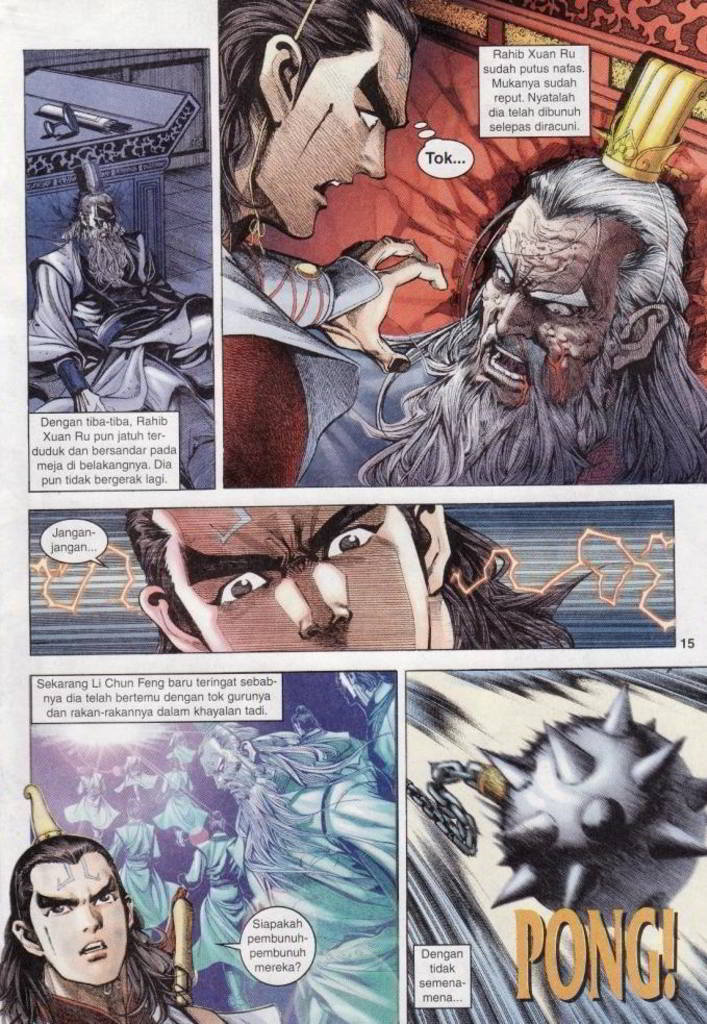 Dengan tiba-tiba, Rahib
Xuan Ru pun jatuh ter-
duduk dan bersandar pada
meja di belakangnya. Dia
pun tidak bergerak lagi.
Rahib Xuan Ru
sudah putus nafas.
Mukanya sudah
reput. Nyatalah
dia telah dibunuh
selepas diracuni.
Tok...
Jangan-
jangan...
15
Sekarang Li Chun Feng baru teringat sebab-
nya dia telah bertemu dengan tok gurunya
dan rakan-rakannya dalam khayalan tadi.
Siapakah
pembunuh-
pembunuh
mereka?
Dengan
tidak
semena-
mena...
PONG!